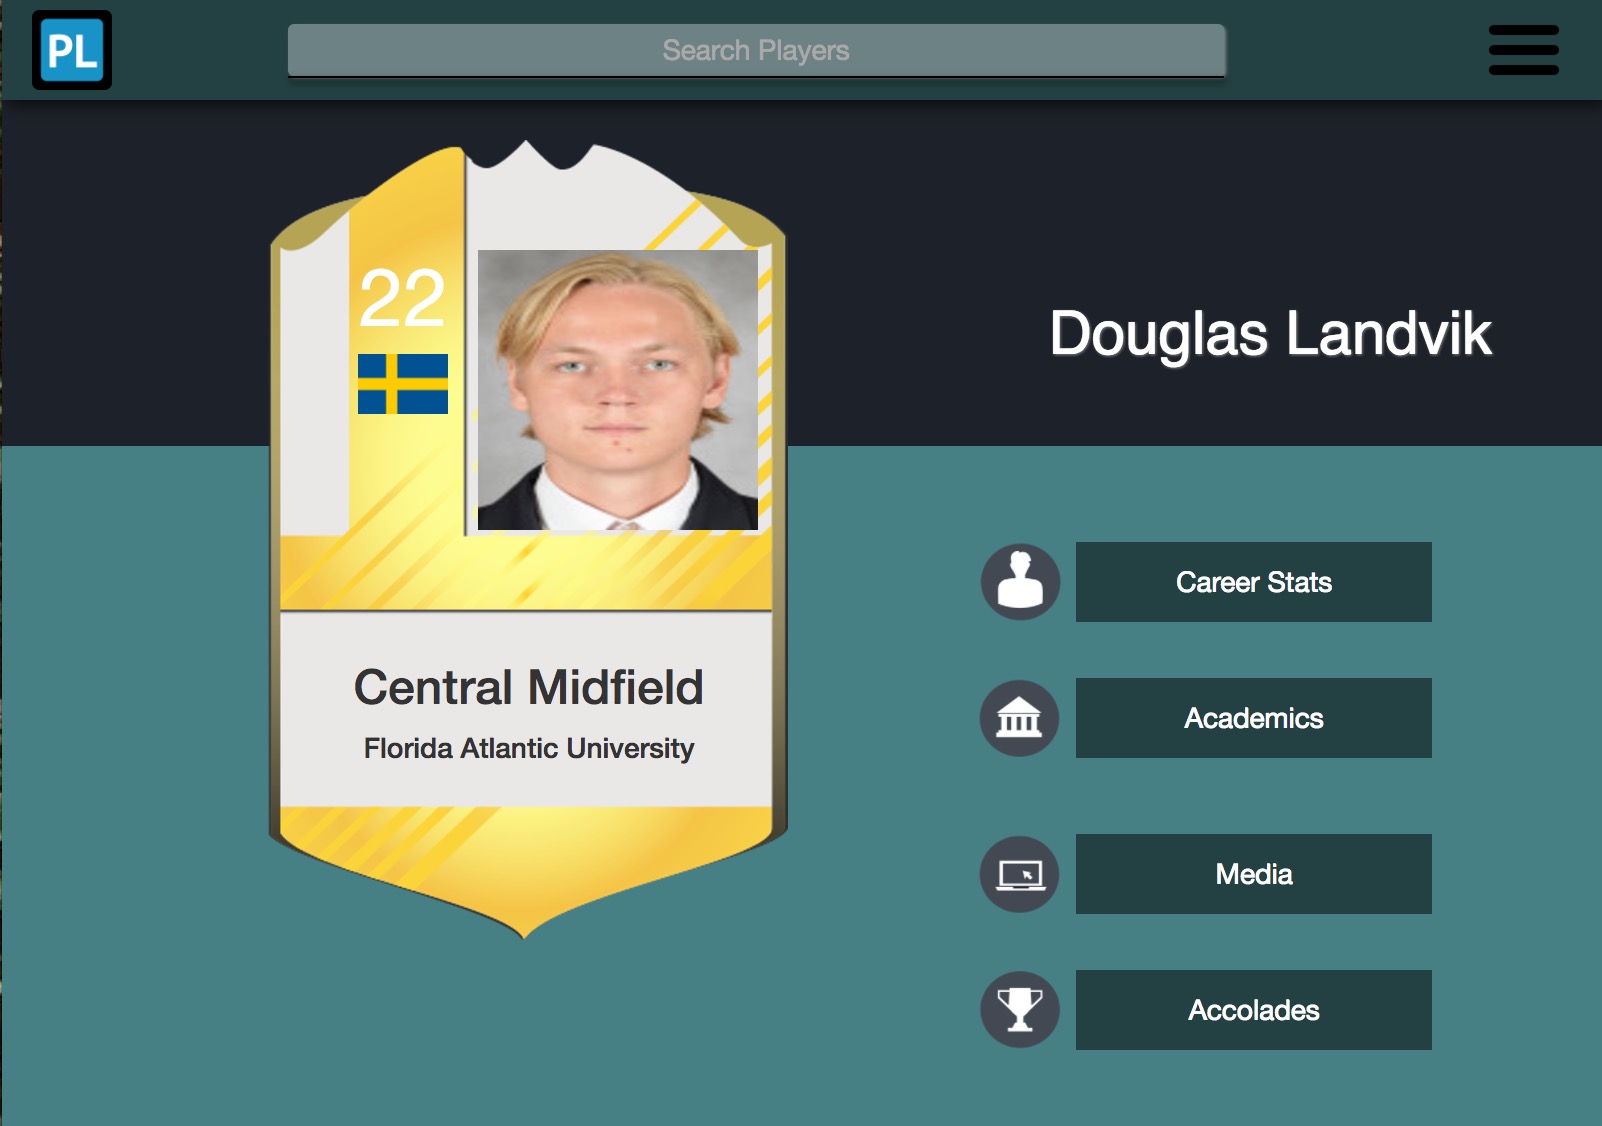 PL
Search Players
22
Douglas Landvik
Central Midfield
Florida Atlantic University
Career Stats
Academics
Media
Accolades